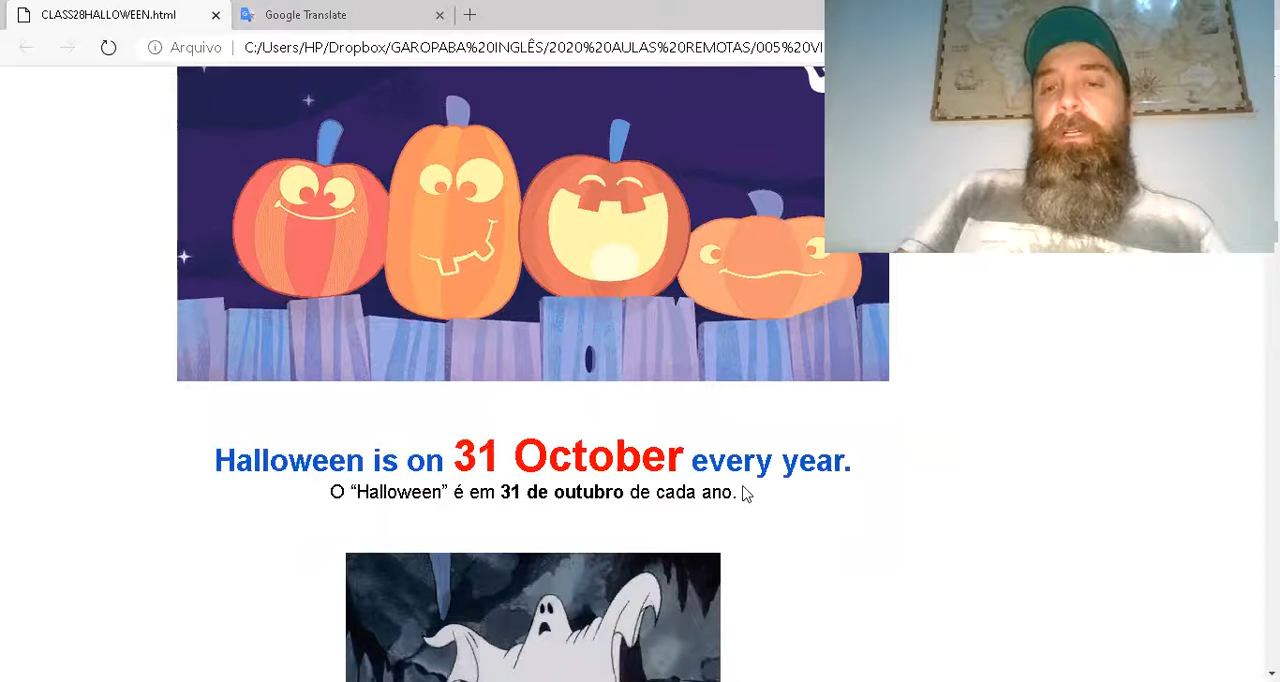 CLASS28HALLOWEEN.html
Google Translate
Arquivo
C:/Users/HP/Dropbox/GAROPABA%20INGLÊS/2020%20AULAS%20REMOTAS/005%20VI
Halloween is on 31 October every year.
O “Halloween” é em 31 de outubro de cada ano.